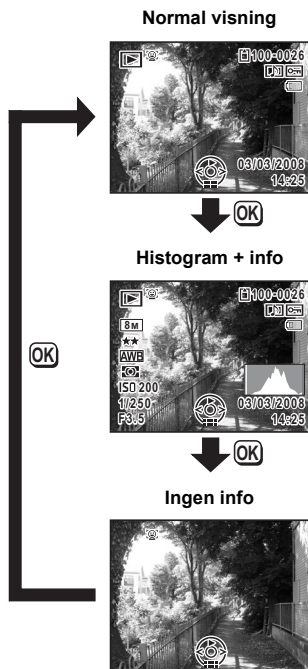 Normal visning
100-0026
03/03/2008
14:25
OK
Histogram + info
100-0026
8M
AWB
ISO 200
1/250
F3.5
03/03/2008
14:25
OK
OK
Ingen info